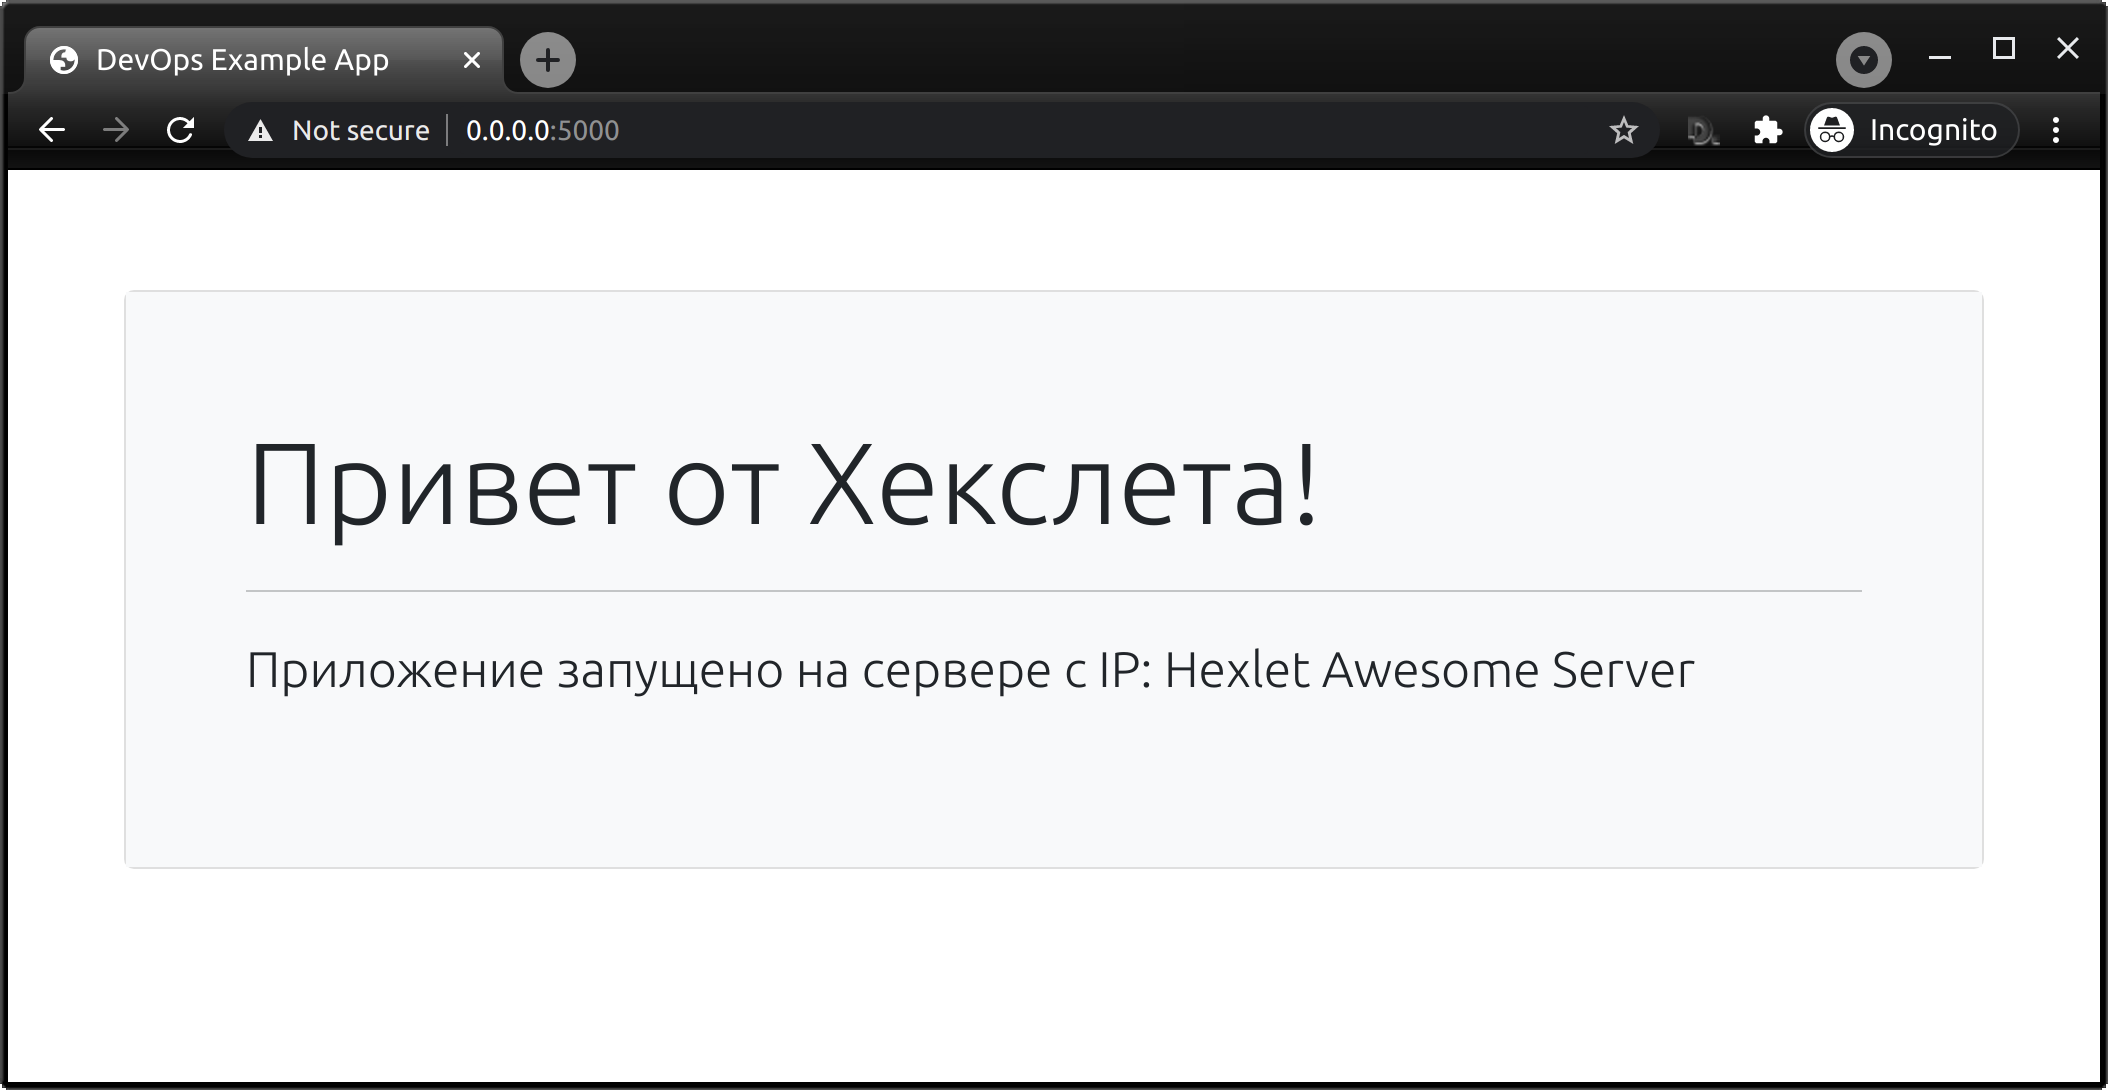 DevOps Example App
Not secure 0.0.0.0:5000 Incognito
Привет от Хекслета!
Приложение запущено на сервере с IP: Hexlet Awesome Server